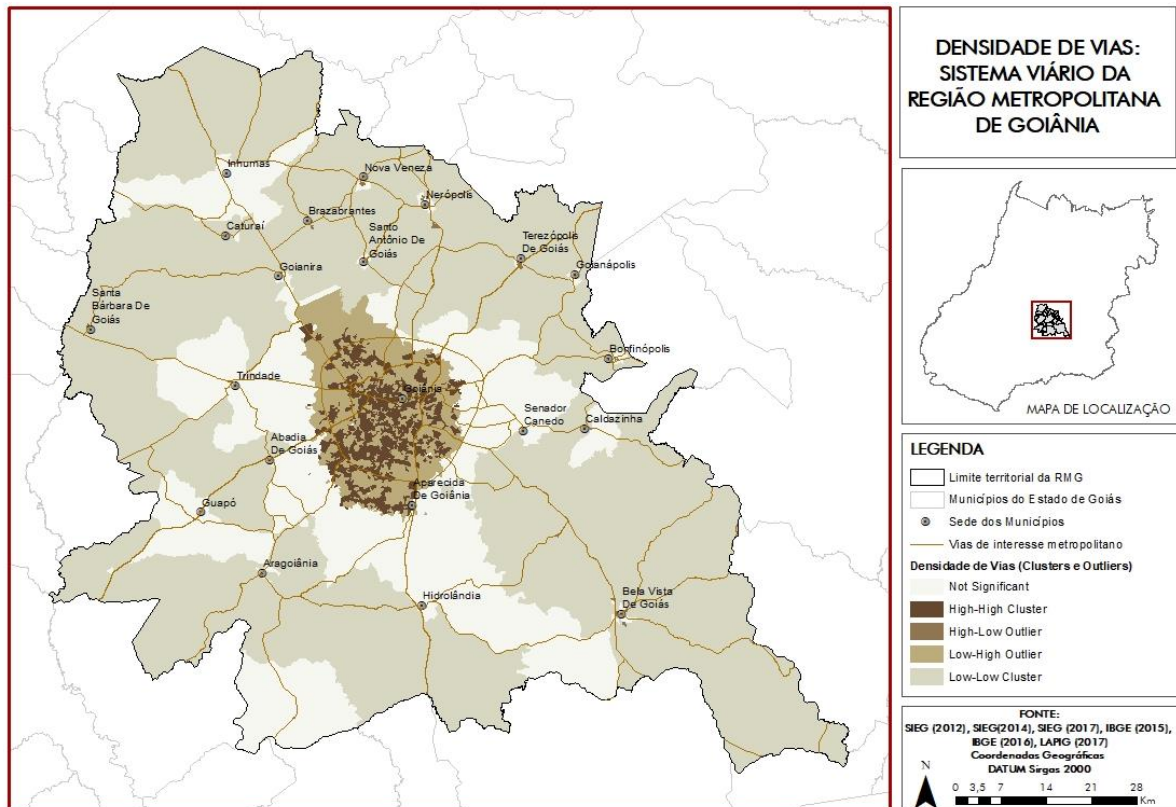 DENSIDADE DE VIAS:
SISTEMA VIÁRIO DA
REGIÃO METROPOLITANA
DE GOIÂNIA
Inhumas
Nova Veneza
Nerópolis
Brazabrantes
Caturaí
Santo
Antônio De
Goiás
Terezópolis
De Goiás
Goianápolis
Goianira
Santa
Bárbara De
Goiás
Bonfinópolis
Trindade
Goiânia
Senador
Canedo
Caldazinha
Abadia
De Goiás
Aparecida
De Goiânia
Guapó
Aragoiânia
Hidrolândia
Bela Vista
De Goiás
MAPA DE LOCALIZAÇÃO
LEGENDA
Limite territorial da RMG
Municípios do Estado de Goiás
Sede dos Municípios
Vias de interesse metropolitano
Densidade de Vias (Clusters e Outliers)
Not Significant
High-High Cluster
High-Low Outlier
Low-High Outlier
Low-Low Cluster
FONTE:
SIEG (2012), SIEG(2014), SIEG (2017), IBGE (2015),
IBGE (2016), LAPIG (2017)
Coordenadas Geográficas
DATUM Sirgas 2000
N
0 3,5 7 14 21 28
Km